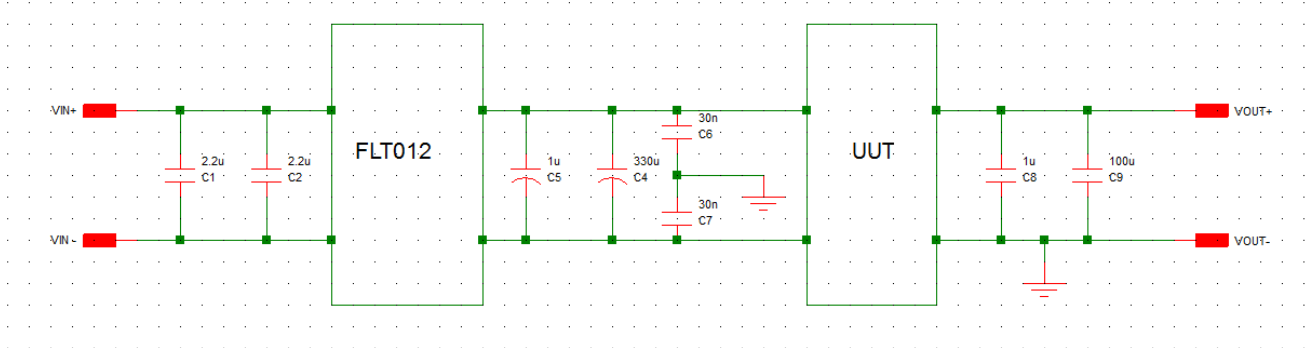 VIN+
2.2u
C1
2.2u
C2
FLT012
1u
C5
330u
C4
30n
C6
30n
C7
UUT
1u
C8
100u
C9
VOUT+
VIN -
VOUT-